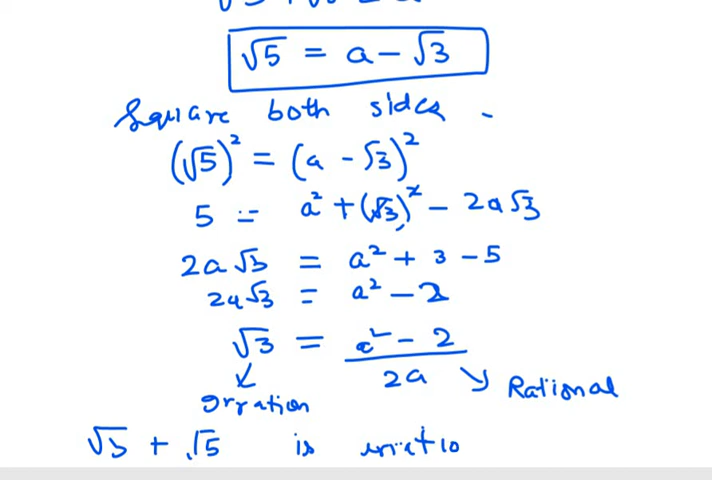 √5 = a − √3
Square both sides.
(√5)² = (a − √3)²
5 = a² + (√3)² − 2a√3
2a√3 = a² + 3 − 5
2a√3 = a² − 2
√3 = (a² − 2) / 2a
Irration Rational
√3 + √5 is irratio